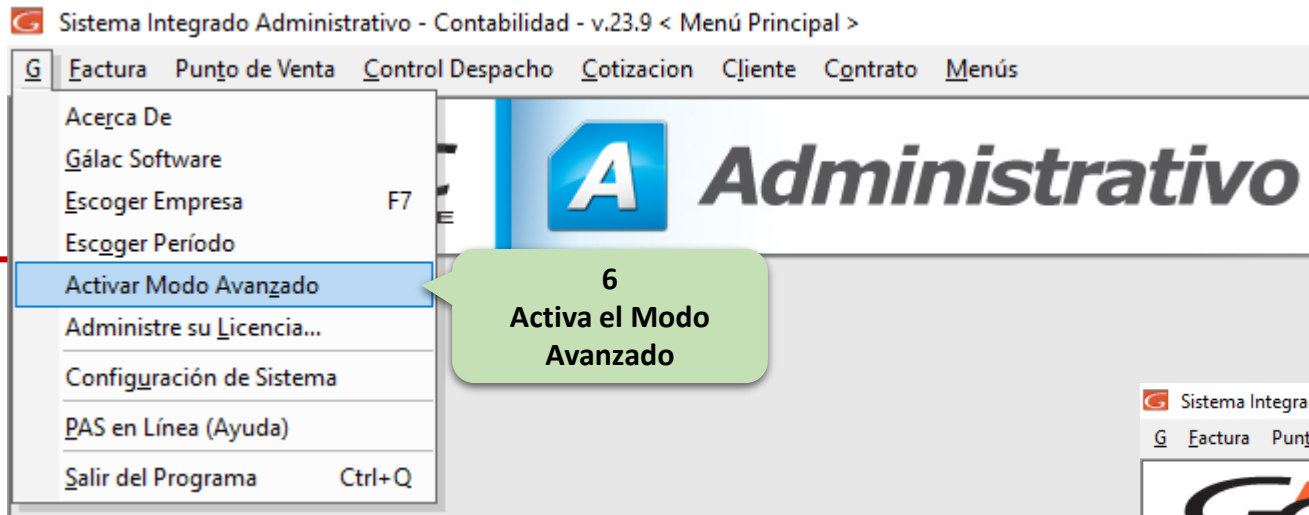 Sistema Integrado Administrativo - Contabilidad - v.23.9 < Menú Principal >
G Factura Punto de Venta Control Despacho Cotizacion Cliente Contrato Menús
Acerca De
Gálac Software
Escoger Empresa F7
Escoger Período
Activar Modo Avanzado
Administre su Licencia...
Configuración de Sistema
PAS en Línea (Ayuda)
Salir del Programa Ctrl+Q
A Administrativo
6
Activa el Modo
Avanzado
Sistema Integra
G Factura Punt